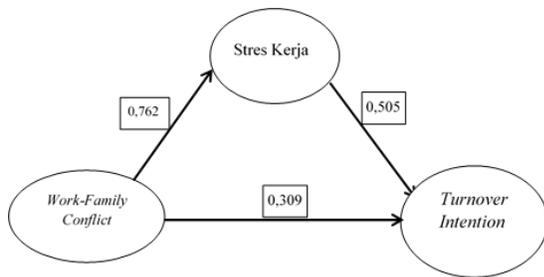 Stres Kerja
0,762
0,505
Work-Family
Conflict
0,309
Turnover
Intention